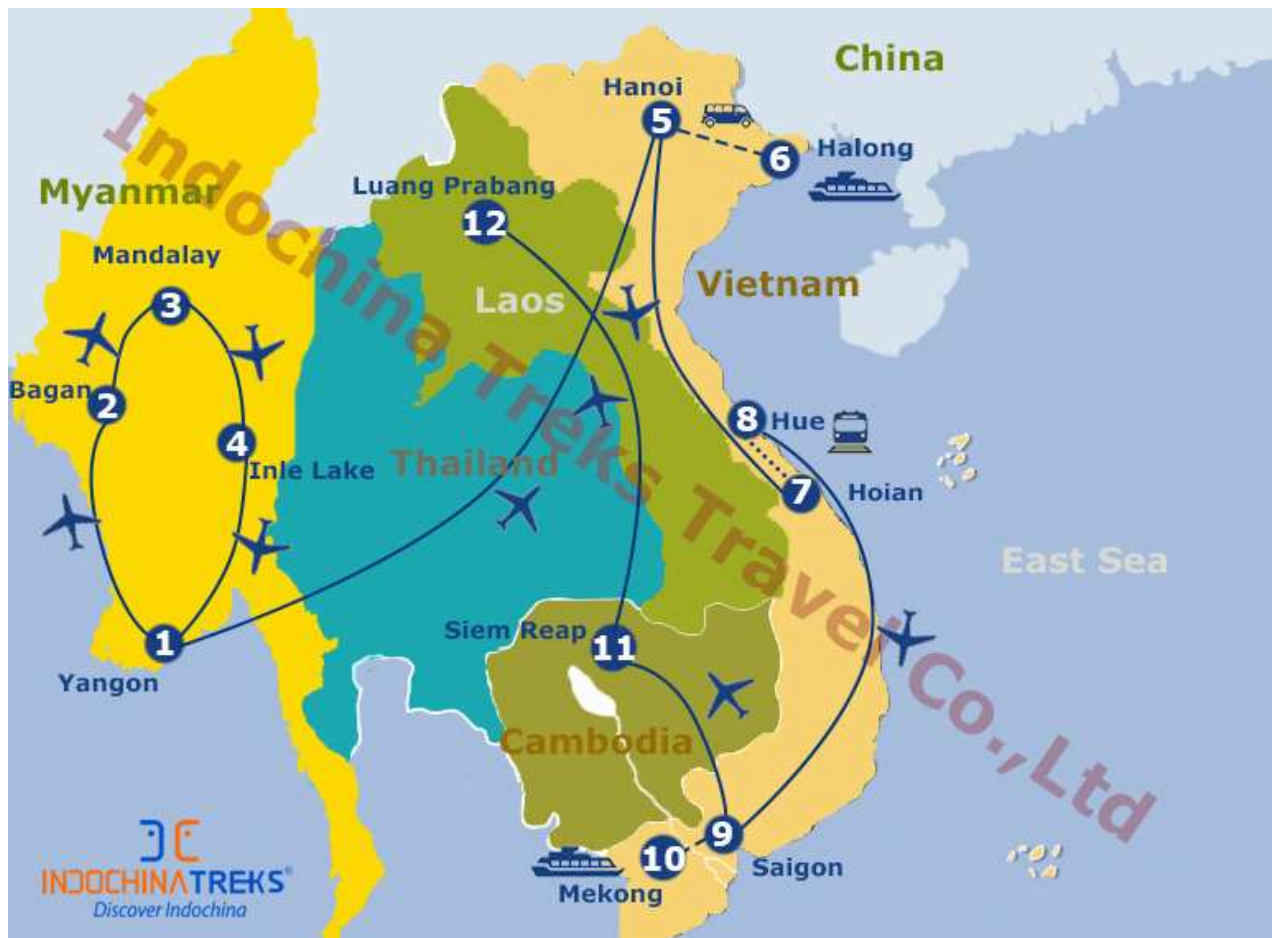 China
Hanoi
5
6
Halong
Myanmar
Luang Prabang
12
Mandalay
3
Laos
Vietnam
Bagan
2
4
Inle Lake
Thailand
8
Hue
7
Hoian
East Sea
1
Yangon
Siem Reap
11
Cambodia
9
10
Saigon
Mekong
Indochina Treks Travel Co.,Ltd
INDOCHINATREKS®
Discover Indochina